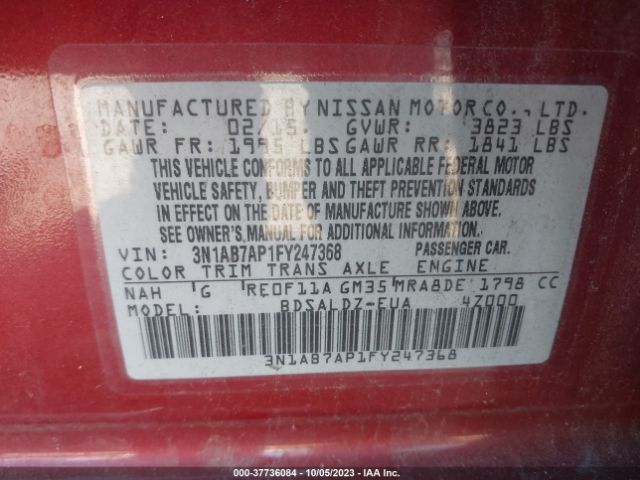 MANUFACTURED BY NISSAN MOTOR CO., LTD.
DATE: 02/15. GVWR: 3823 LBS
GAWR FR: 1995 LBS GAWR RR: 1841 LBS
THIS VEHICLE CONFORMS TO ALL APPLICABLE FEDERAL MOTOR
VEHICLE SAFETY, BUMPER AND THEFT PREVENTION STANDARDS
IN EFFECT ON THE DATE OF MANUFACTURE SHOWN ABOVE.
SEE OWNER'S MANUAL FOR ADDITIONAL INFORMATION.
VIN: 3N1AB7AP1FY247368 PASSENGER CAR.
COLOR TRIM TRANS AXLE ENGINE
NAH G RE0F11A GM35 MRA8DE 1798 CC
MODEL: BDSALDZ-EUA 47000
3N1AB7AP1FY247368
000-37736084 | 10/05/2023 | IAA Inc.